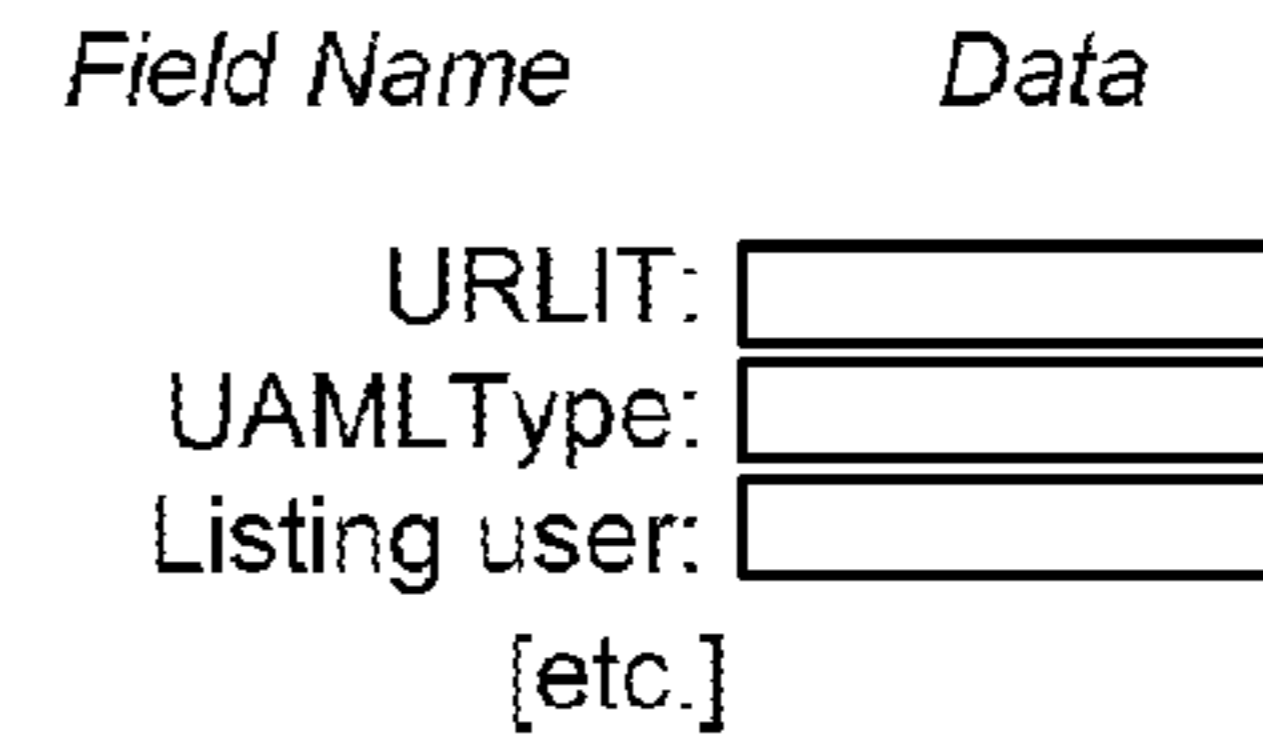 Field Name Data
URLIT:
UAMLType:
Listing user:
[etc.]